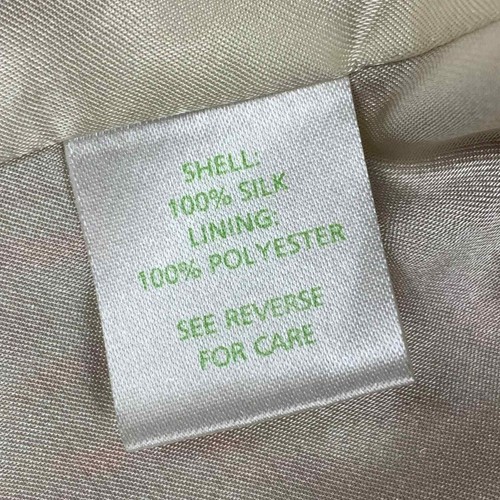 SHELL:
100% SILK
LINING:
100% POLYESTER
SEE REVERSE
FOR CARE